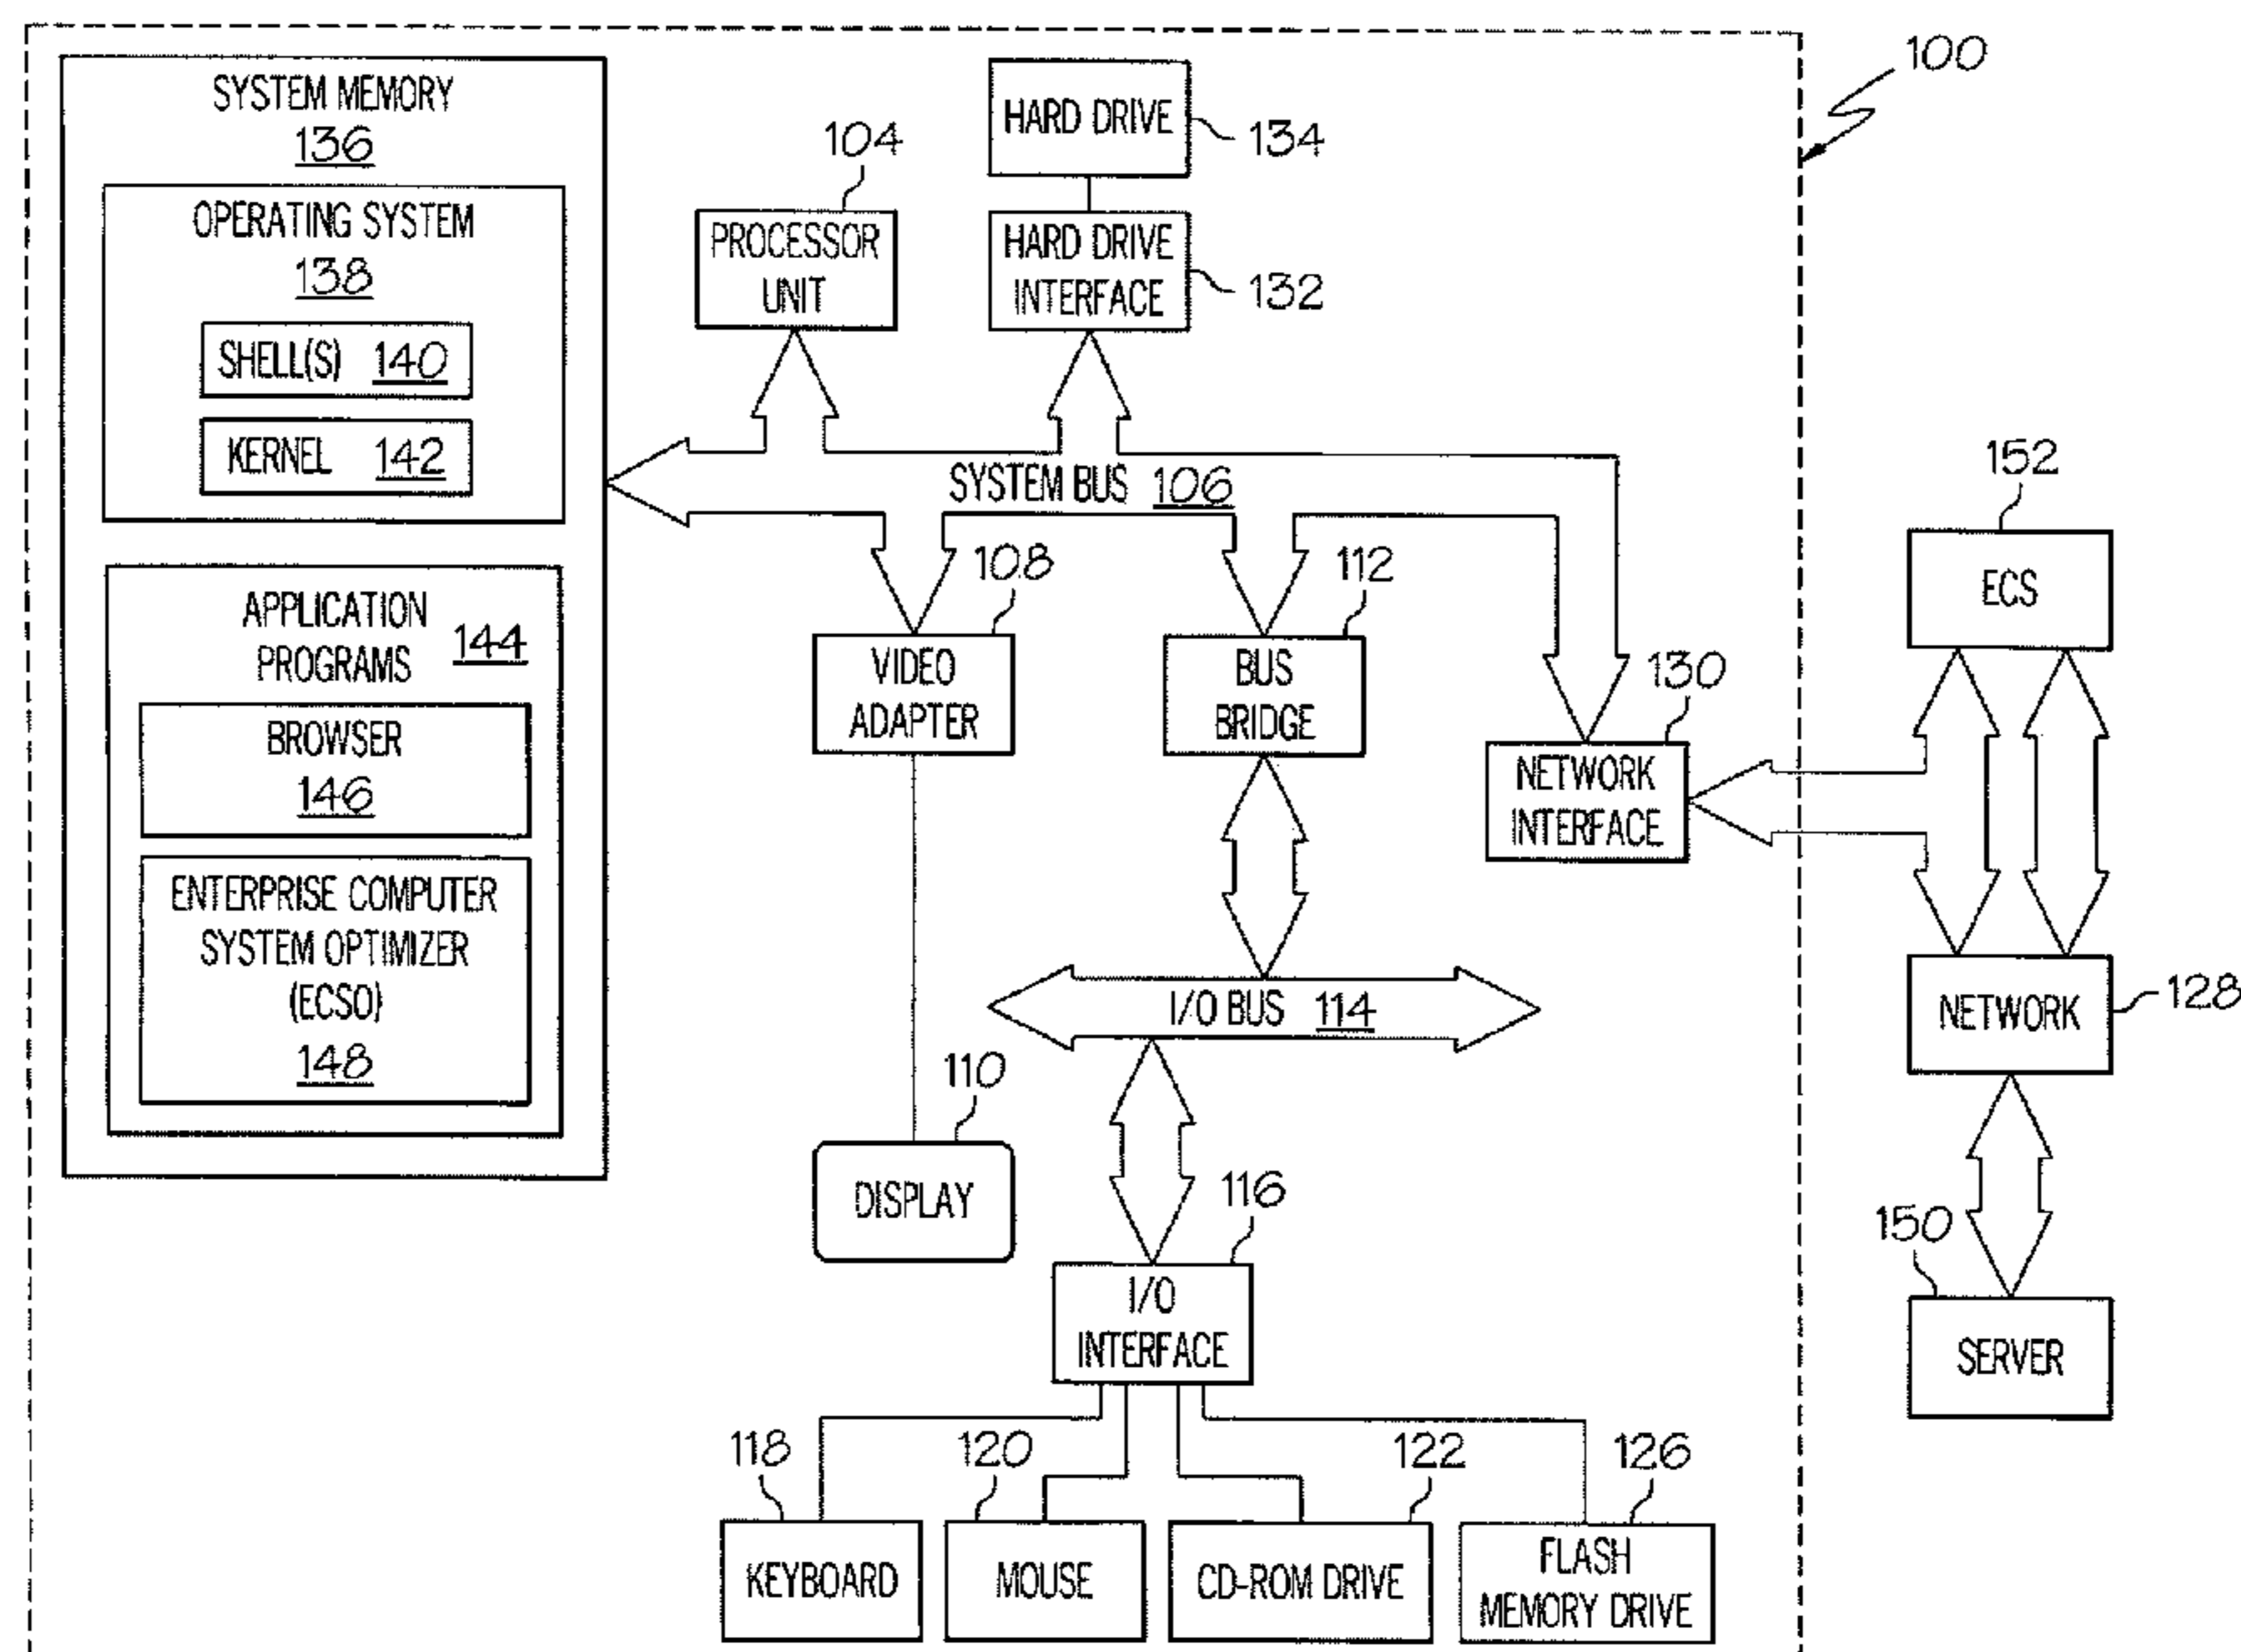 100
SYSTEM MEMORY
136
OPERATING SYSTEM
138
SHELL(S) 140
KERNEL 142
APPLICATION
PROGRAMS
144
BROWSER
146
ENTERPRISE COMPUTER
SYSTEM OPTIMIZER
(ECSO)
148
104
PROCESSOR
UNIT
HARD DRIVE
134
HARD DRIVE
INTERFACE
132
SYSTEM BUS 106
108
VIDEO
ADAPTER
112
BUS
BRIDGE
130
NETWORK
INTERFACE
152
ECS
NETWORK
128
150
SERVER
I/O BUS 114
110
DISPLAY
116
I/O
INTERFACE
118
KEYBOARD
120
MOUSE
122
CD-ROM DRIVE
126
FLASH
MEMORY DRIVE